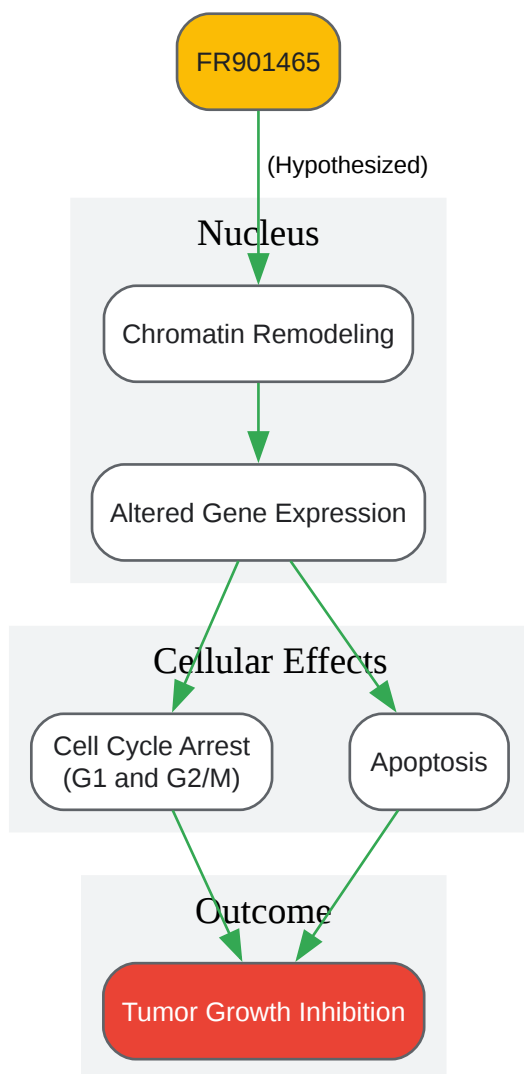 FR901465
(Hypothesized)
Nucleus
Chromatin Remodeling
Altered Gene Expression
Cellular Effects
Cell Cycle Arrest
(G1 and G2/M)
Apoptosis
Outcome
Tumor Growth Inhibition